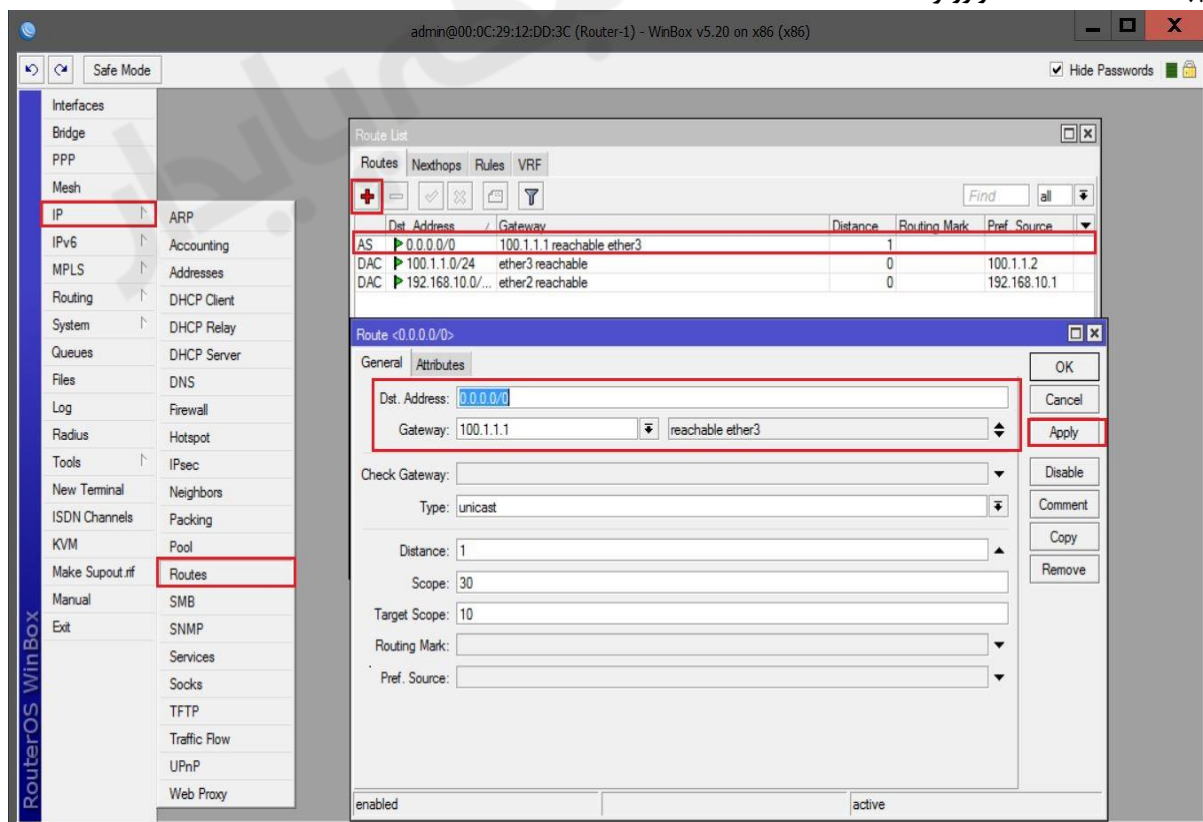 admin@00:0C:29:12:DD:3C (Router-1) - WinBox v5.20 on x86 (x86)
Safe Mode
Hide Passwords
Interfaces
Bridge
PPP
Mesh
IP
IPv6
MPLS
Routing
System
Queues
Files
Log
Radius
Tools
New Terminal
ISDN Channels
KVM
Make Supout.rif
Manual
Exit
RouterOS WinBox
ARP
Accounting
Addresses
DHCP Client
DHCP Relay
DHCP Server
DNS
Firewall
Hotspot
IPsec
Neighbors
Packing
Pool
Routes
SMB
SNMP
Services
Socks
TFTP
Traffic Flow
UPnP
Web Proxy
Route List
Routes Nexthops Rules VRF
Find all
Dst. Address / Gateway Distance Routing Mark Pref. Source
AS 0.0.0.0/0 100.1.1.1 reachable ether3 1
DAC 100.1.1.0/24 ether3 reachable 0 100.1.1.2
DAC 192.168.10.0/... ether2 reachable 0 192.168.10.1
Route <0.0.0.0/0>
General Attributes
Dst. Address: 0.0.0.0/0
Gateway: 100.1.1.1 reachable ether3
Check Gateway:
Type: unicast
Distance: 1
Scope: 30
Target Scope: 10
Routing Mark:
Pref. Source:
OK
Cancel
Apply
Disable
Comment
Copy
Remove
enabled active